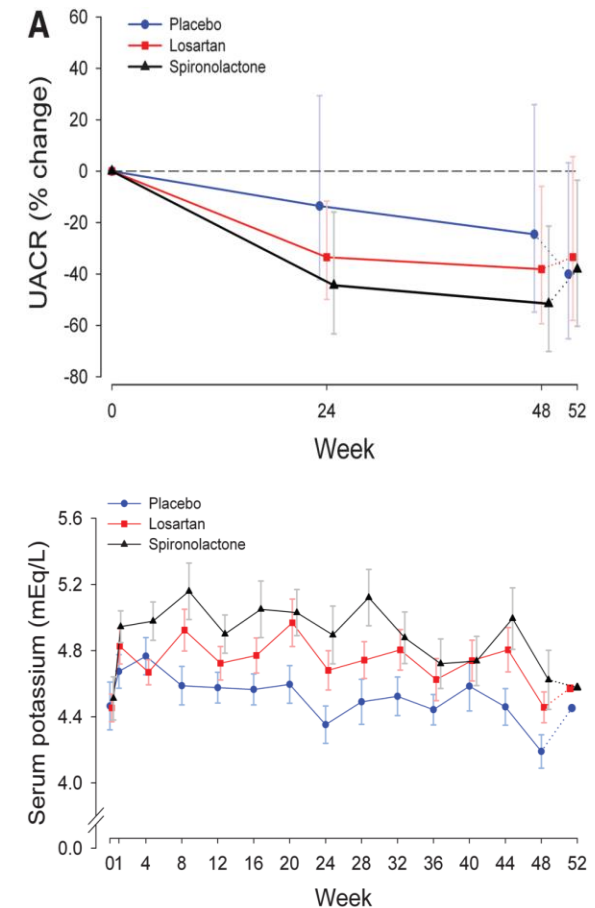 A
Placebo
Losartan
Spironolactone
60
40
20
0
-20
-40
-60
-80
UACR (% change)
0 24 48 52
Week
Placebo
Losartan
Spironolactone
5.6
5.2
4.8
4.4
4.0
0.0
Serum potassium (mEq/L)
01 4 8 12 16 20 24 28 32 36 40 44 48 52
Week